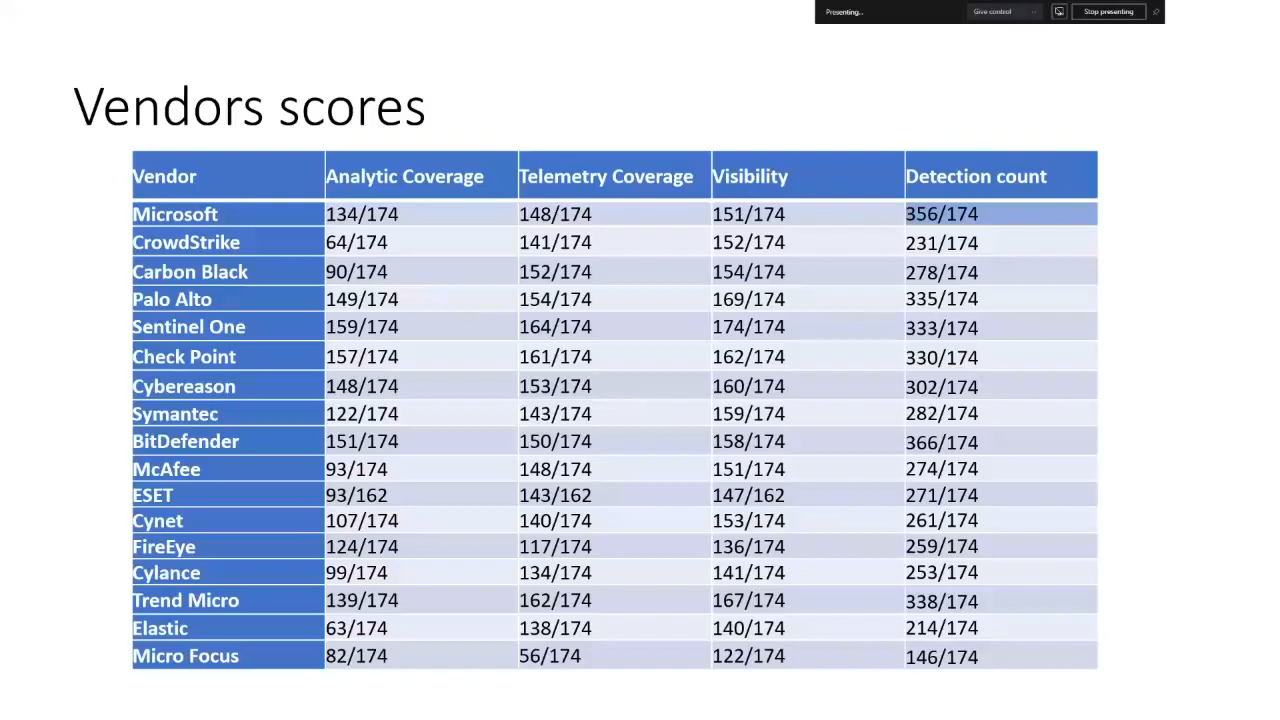 Presenting...
Give control
Stop presenting
Vendors scores
Vendor Analytic Coverage Telemetry Coverage Visibility Detection count
Microsoft 134/174 148/174 151/174 356/174
CrowdStrike 64/174 141/174 152/174 231/174
Carbon Black 90/174 152/174 154/174 278/174
Palo Alto 149/174 154/174 169/174 335/174
Sentinel One 159/174 164/174 174/174 333/174
Check Point 157/174 161/174 162/174 330/174
Cybereason 148/174 153/174 160/174 302/174
Symantec 122/174 143/174 159/174 282/174
BitDefender 151/174 150/174 158/174 366/174
McAfee 93/174 148/174 151/174 274/174
ESET 93/162 143/162 147/162 271/174
Cynet 107/174 140/174 153/174 261/174
FireEye 124/174 117/174 136/174 259/174
Cylance 99/174 134/174 141/174 253/174
Trend Micro 139/174 162/174 167/174 338/174
Elastic 63/174 138/174 140/174 214/174
Micro Focus 82/174 56/174 122/174 146/174